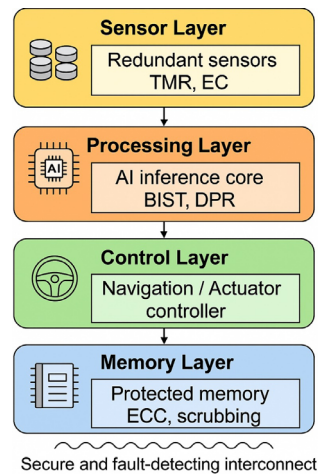 Sensor Layer
Redundant sensors
TMR, EC
Processing Layer
AI
AI inference core
BIST, DPR
Control Layer
Navigation / Actuator
controller
Memory Layer
Protected memory
ECC, scrubbing
Secure and fault-detecting interconnect